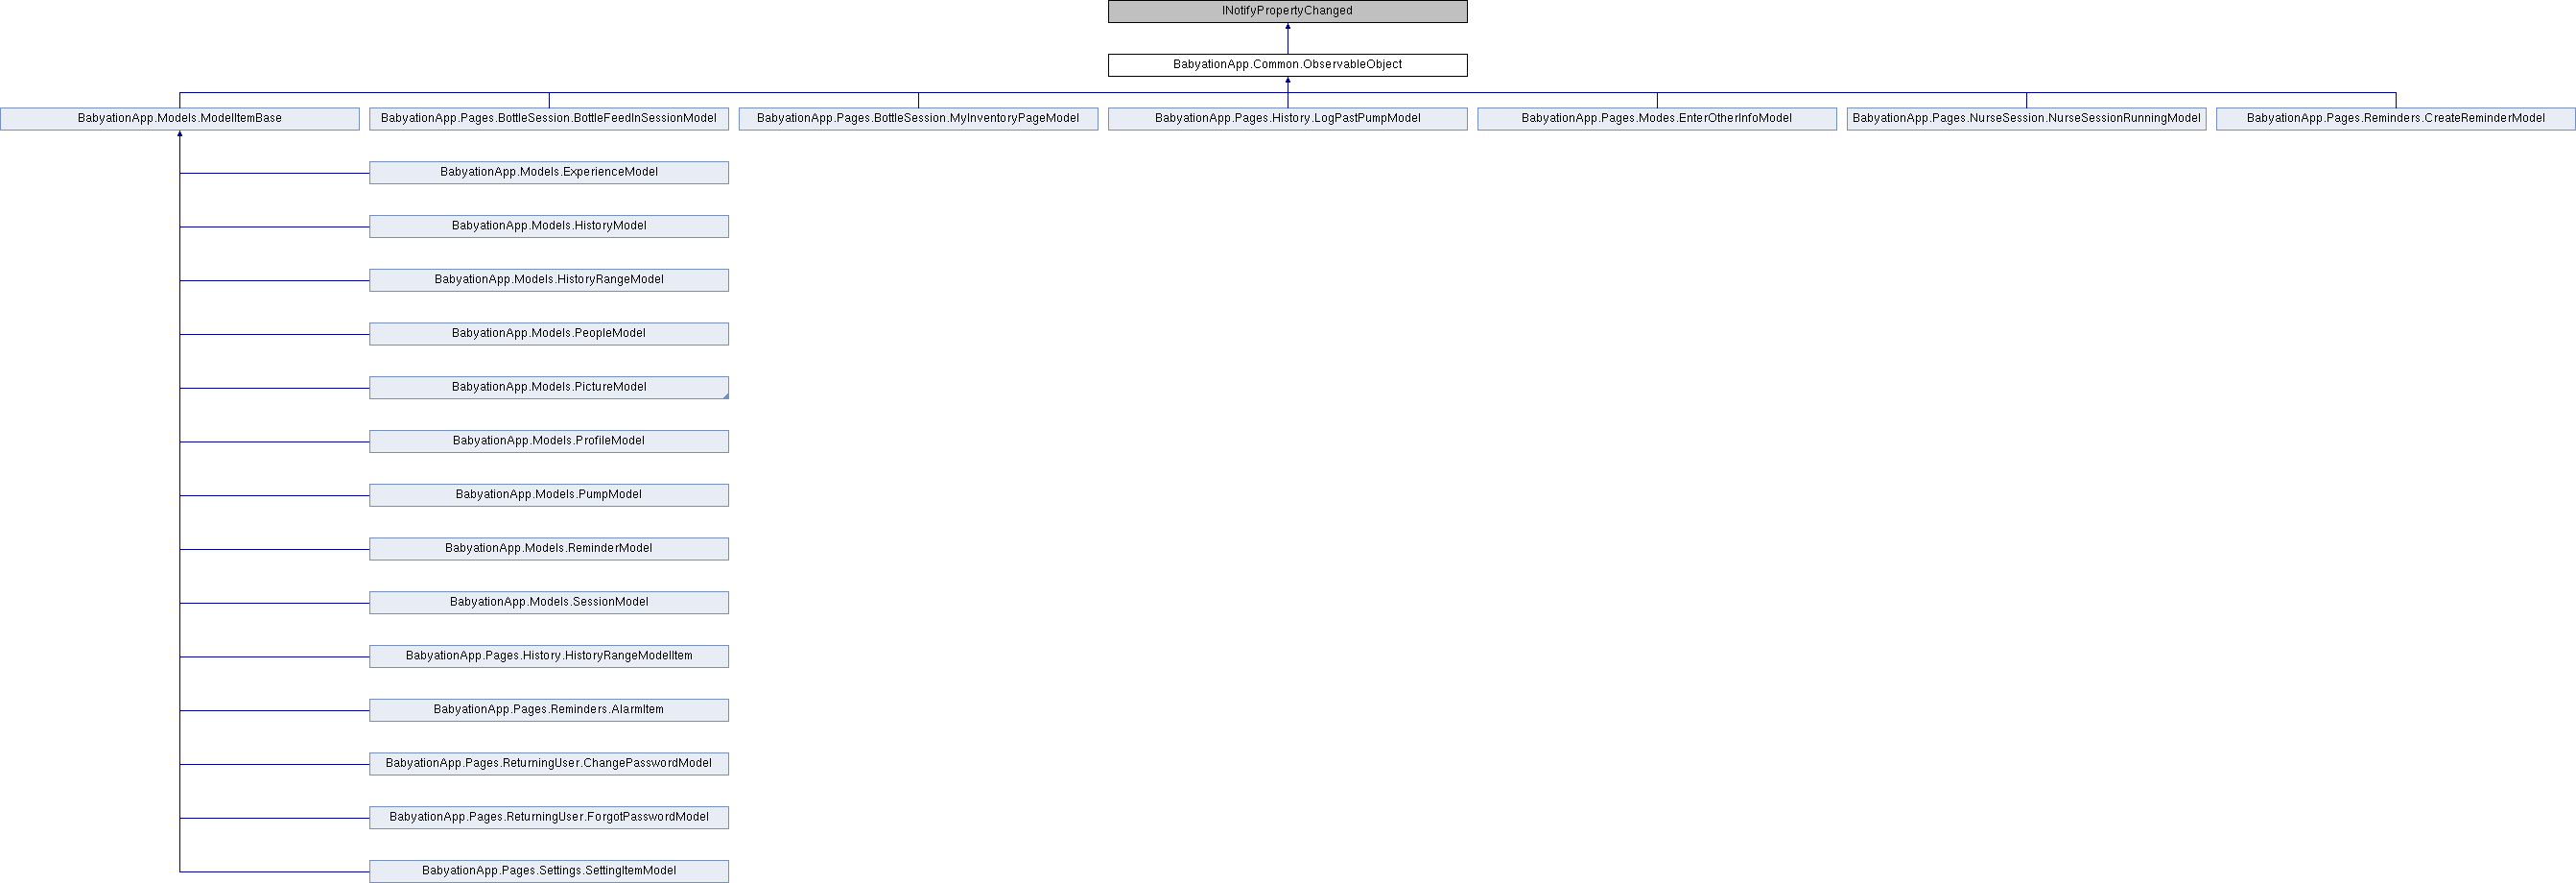 INotifyPropertyChanged
BabyationApp.Common.ObservableObject
BabyationApp.Models.ModelItemBase
BabyationApp.Pages.BottleSession.BottleFeedInSessionModel
BabyationApp.Pages.BottleSession.MyInventoryPageModel
BabyationApp.Pages.History.LogPastPumpModel
BabyationApp.Pages.Modes.EnterOtherInfoModel
BabyationApp.Pages.NurseSession.NurseSessionRunningModel
BabyationApp.Pages.Reminders.CreateReminderModel
BabyationApp.Models.ExperienceModel
BabyationApp.Models.HistoryModel
BabyationApp.Models.HistoryRangeModel
BabyationApp.Models.PeopleModel
BabyationApp.Models.PictureModel
BabyationApp.Models.ProfileModel
BabyationApp.Models.PumpModel
BabyationApp.Models.ReminderModel
BabyationApp.Models.SessionModel
BabyationApp.Pages.History.HistoryRangeModelItem
BabyationApp.Pages.Reminders.AlarmItem
BabyationApp.Pages.ReturningUser.ChangePasswordModel
BabyationApp.Pages.ReturningUser.ForgotPasswordModel
BabyationApp.Pages.Settings.SettingItemModel